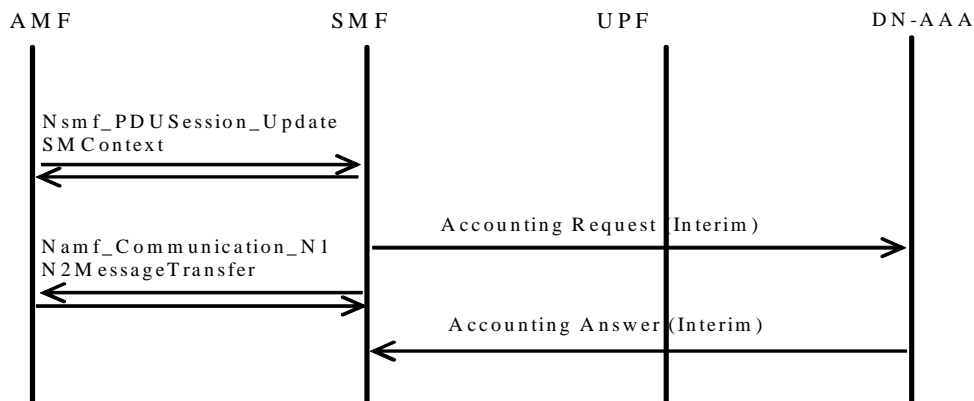 AMF SMF UPF DN-AAA
Nsmf_PDUSession_Update
SMContext
Accounting Request (Interim)
Namf_Communication_N1
N2MessageTransfer
Accounting Answer (Interim)